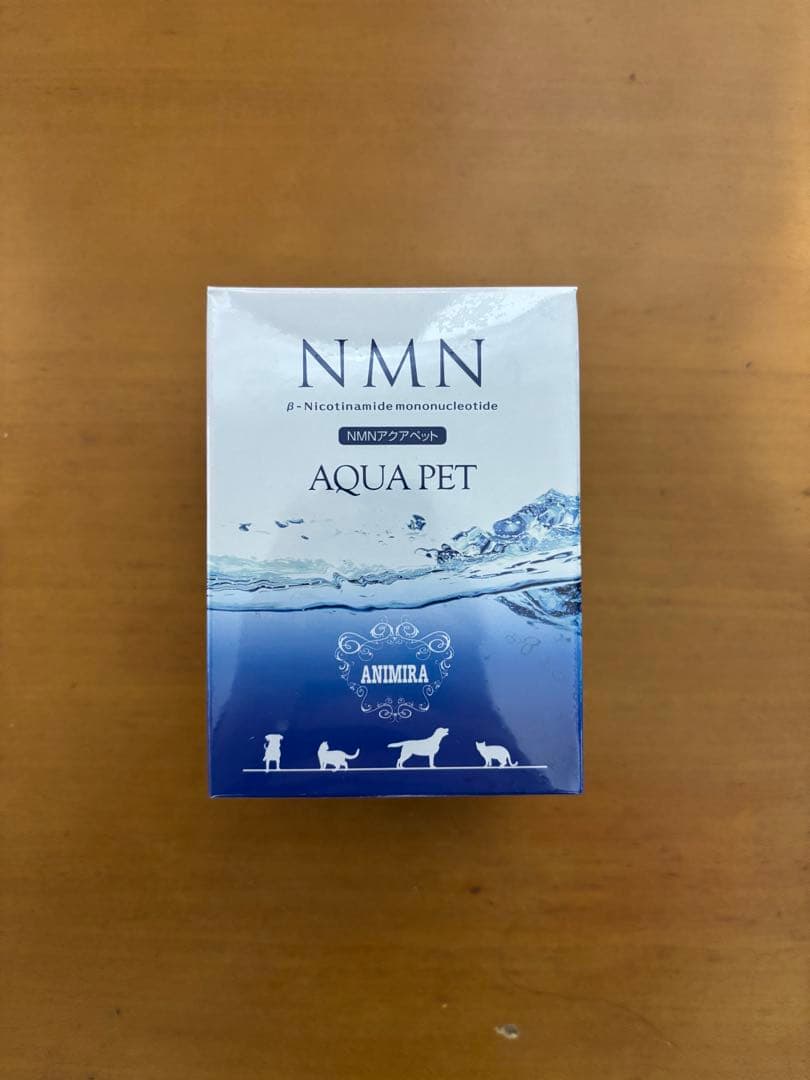 NMN
β-Nicotinamide mononucleotide
NMNアクアペット
AQUA PET
ANIMIRA